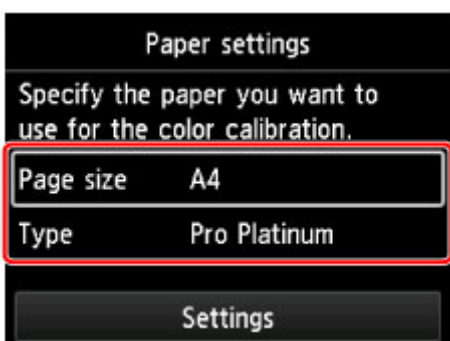 Paper settings
Specify the paper you want to
use for the color calibration.
Page size A4
Type Pro Platinum
Settings